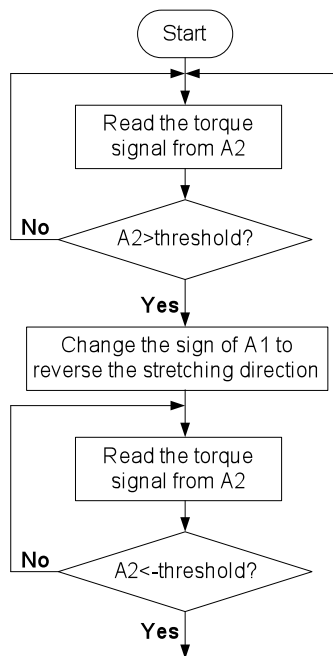 Start
Read the torque
signal from A2
A2>threshold?
No
Yes
Change the sign of A1 to
reverse the stretching direction
Read the torque
signal from A2
A2<-threshold?
No
Yes